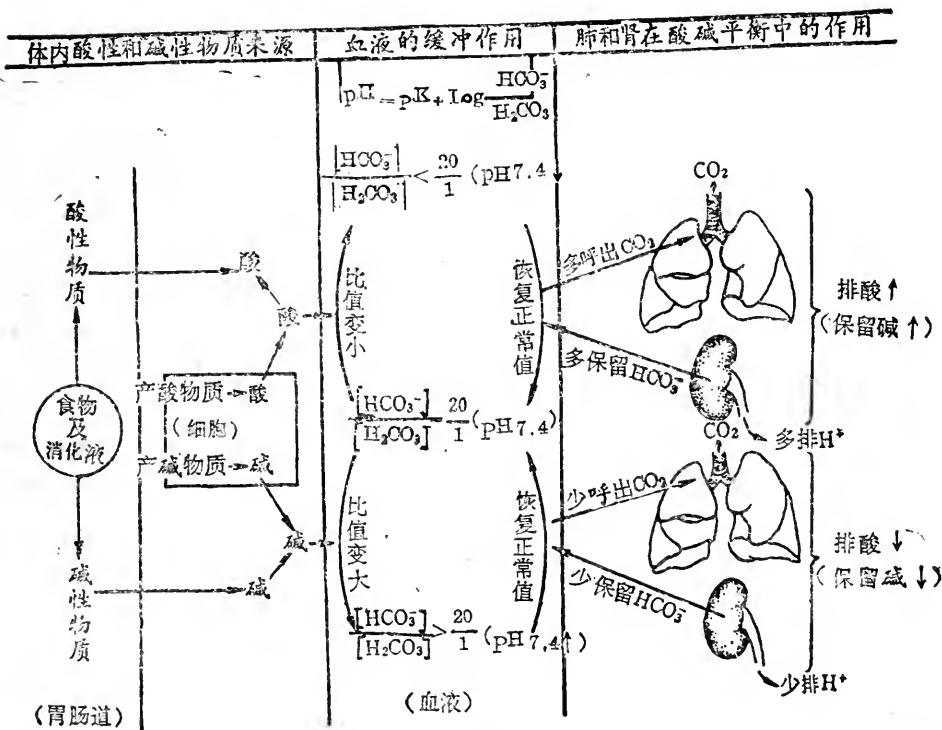 体内酸性和碱性物质来源
血液的缓冲作用
肺和肾在酸碱平衡中的作用
pH=pK+Log HCO₃⁻/H₂CO₃
[HCO₃⁻]/[H₂CO₃]<20/1(pH7.4↓
酸性物质
食物及消化液
碱性物质
(胃肠道)
酸
酸
产酸物质→酸
(细胞)
产碱物质→碱
碱
碱
比值变小
恢复正常值
[HCO₃⁻]/[H₂CO₃]=20/1(pH7.4)
比值变大
恢复正常值
[HCO₃⁻]/[H₂CO₃]>20/1(pH7.4↑)
(血液)
CO₂
多呼出CO₂
多保留HCO₃⁻
多排H⁺
排酸↑
(保留碱↑)
CO₂
少呼出CO₂
少保留HCO₃⁻
少排H⁺
排酸↓
(保留碱↓)